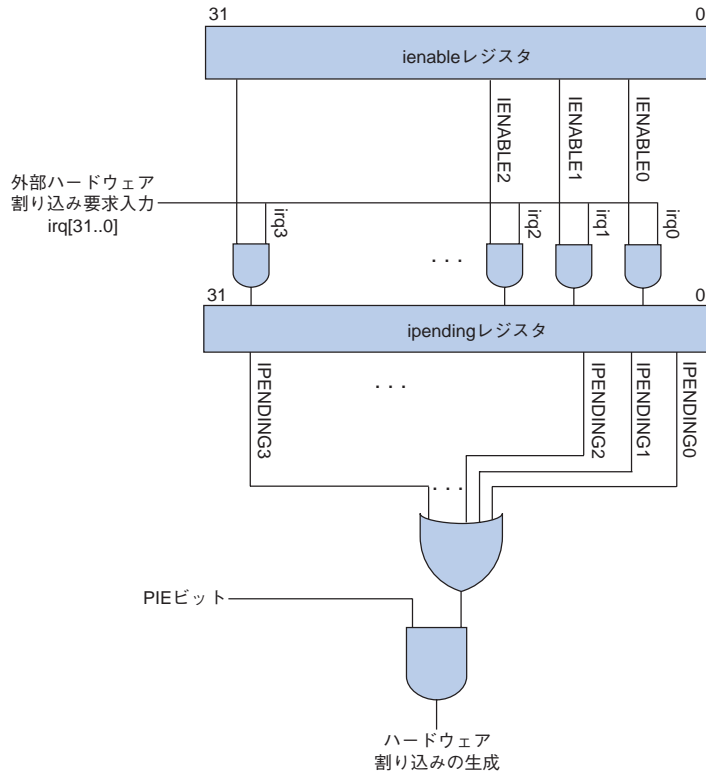 31
0
ienableレジスタ
IENABLE2
IENABLE1
IENABLE0
外部ハードウェア
割り込み要求入力
irq[31..0]
irq3
irq2
irq1
irq0
. . .
31
0
ipendingレジスタ
IPENDING3
. . .
IPENDING2
IPENDING1
IPENDING0
. . .
PIEビット
ハードウェア
割り込みの生成